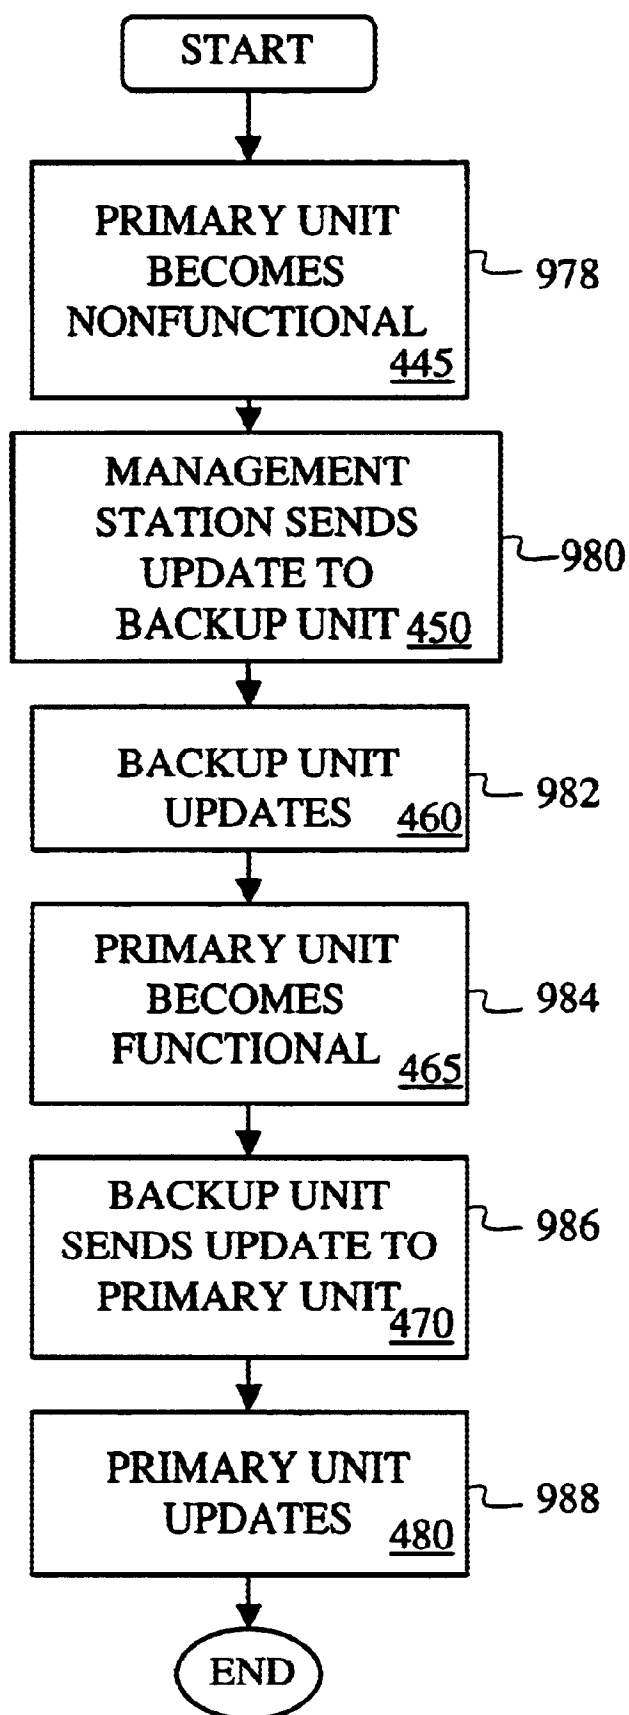 START
PRIMARY UNIT
BECOMES
NONFUNCTIONAL
445
978
MANAGEMENT
STATION SENDS
UPDATE TO
BACKUP UNIT 450
980
BACKUP UNIT
UPDATES 460
982
PRIMARY UNIT
BECOMES
FUNCTIONAL
465
984
BACKUP UNIT
SENDS UPDATE TO
PRIMARY UNIT
470
986
PRIMARY UNIT
UPDATES 480
988
END